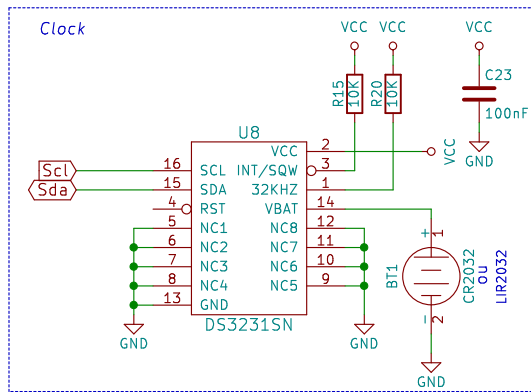 Clock
VCC
VCC
VCC
R15
10K
R20
10K
C23
100nF
GND
U8
VCC
2
VCC
Scl
16
SCL
INT/SQW
3
Sda
15
SDA
32KHZ
1
4
RST
VBAT
14
5
NC1
NC8
12
6
NC2
NC7
11
7
NC3
NC6
10
8
NC4
NC5
9
13
GND
DS3231SN
GND
GND
+
1
BT1
CR2032
ou
LIR2032
−
2
GND